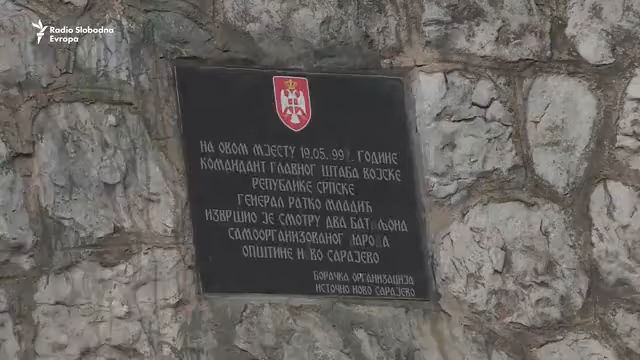 Radio Slobodna
Evropa
НА ОВОМ МЈЕСТУ 19.05. ГОДИНЕ
КОМАНДАНТ ГЛАВНОГ ШТАБА ВОЈСКЕ
РЕПУБЛИКЕ СРПСКЕ
ГЕНЕРАЛ РАТКО МЛАДИЋ
ИЗВРШИО ЈЕ СМОТРУ ДВА БАТАЉОНА
САМООРГАНИЗОВАНОГ НАРОДА
ОПШТИНЕ НОВО САРАЈЕВО
БОРАЧКА ОРГАНИЗАЦИЈА
ИСТОЧНО НОВО САРАЈЕВО